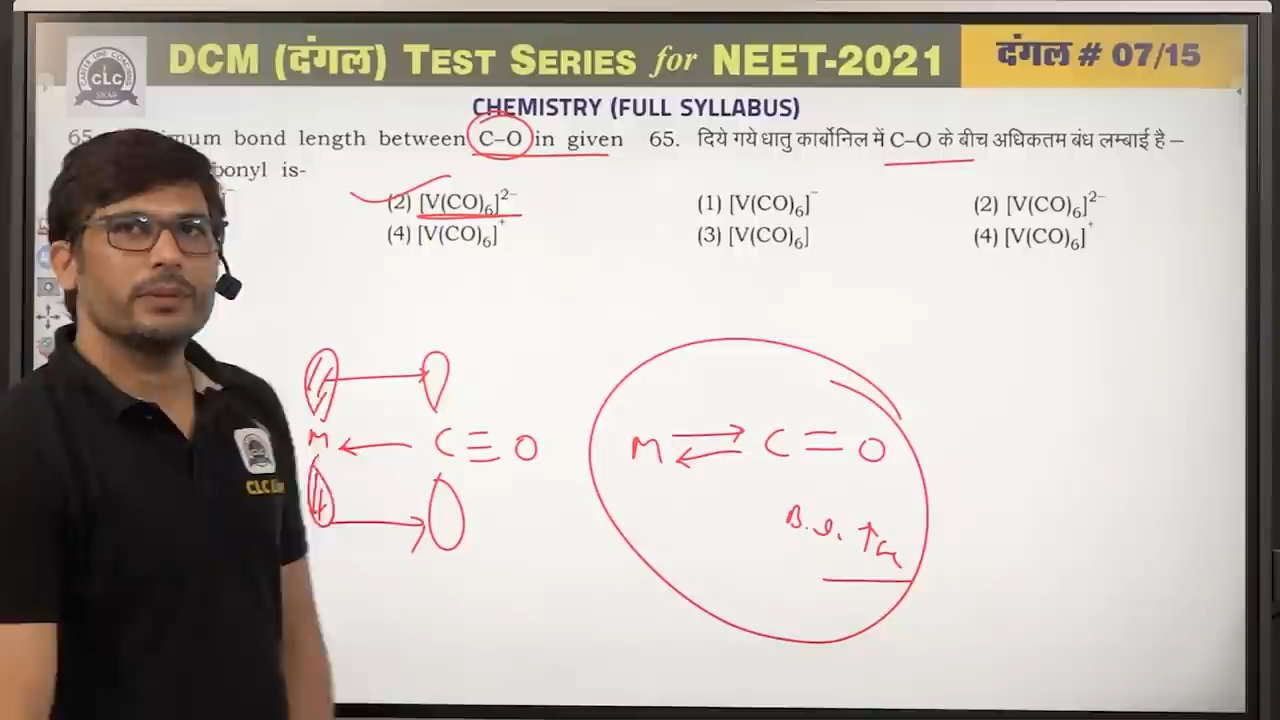 DCM (दंगल) TEST SERIES for NEET-2021
दंगल # 07/15
CLC
CHEMISTRY (FULL SYLLABUS)
65. mum bond length between C–O in given
bonyl is-
(2) [V(CO)₆]²⁻
(4) [V(CO)₆]⁺
65. दिये गये धातु कार्बोनिल में C–O के बीच अधिकतम बंध लम्बाई है –
(1) [V(CO)₆]⁻ (2) [V(CO)₆]²⁻
(3) [V(CO)₆] (4) [V(CO)₆]⁺
M ← C ≡ O
M ⇄ C = O
CLC